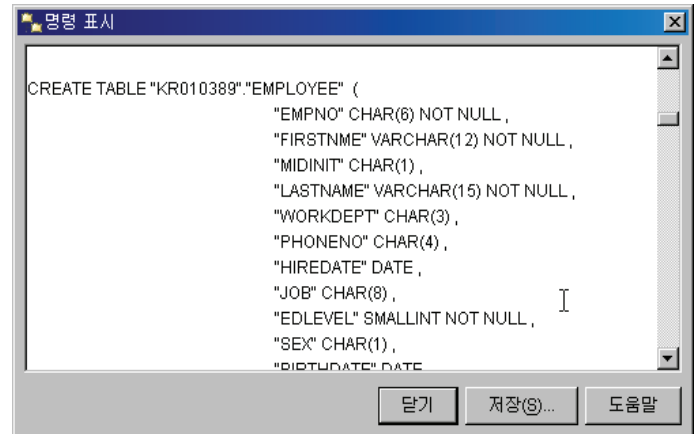 명령 표시
CREATE TABLE "KR010389"."EMPLOYEE" (
"EMPNO" CHAR(6) NOT NULL ,
"FIRSTNME" VARCHAR(12) NOT NULL ,
"MIDINIT" CHAR(1) ,
"LASTNAME" VARCHAR(15) NOT NULL ,
"WORKDEPT" CHAR(3) ,
"PHONENO" CHAR(4) ,
"HIREDATE" DATE ,
"JOB" CHAR(8) ,
"EDLEVEL" SMALLINT NOT NULL ,
"SEX" CHAR(1) ,
"BIRTHDATE" DATE
닫기 저장(S)... 도움말